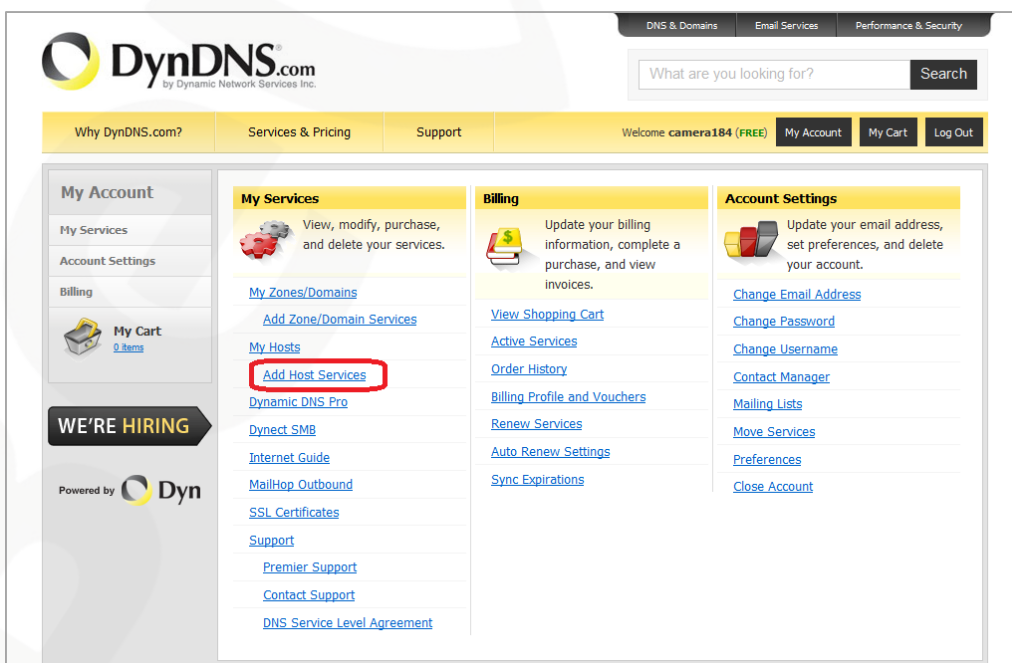 DNS & Domains
Email Services
Performance & Security
DynDNS.com
by Dynamic Network Services Inc.
What are you looking for?
Search
Why DynDNS.com?
Services & Pricing
Support
Welcome camera184 (FREE)
My Account
My Cart
Log Out
My Account
My Services
Account Settings
Billing
My Cart
0 items
WE'RE HIRING
Powered by Dyn
My Services
View, modify, purchase,
and delete your services.
My Zones/Domains
Add Zone/Domain Services
My Hosts
Add Host Services
Dynamic DNS Pro
Dynect SMB
Internet Guide
MailHop Outbound
SSL Certificates
Support
Premier Support
Contact Support
DNS Service Level Agreement
Billing
Update your billing
information, complete a
purchase, and view
invoices.
View Shopping Cart
Active Services
Order History
Billing Profile and Vouchers
Renew Services
Auto Renew Settings
Sync Expirations
Account Settings
Update your email address,
set preferences, and delete
your account.
Change Email Address
Change Password
Change Username
Contact Manager
Mailing Lists
Move Services
Preferences
Close Account